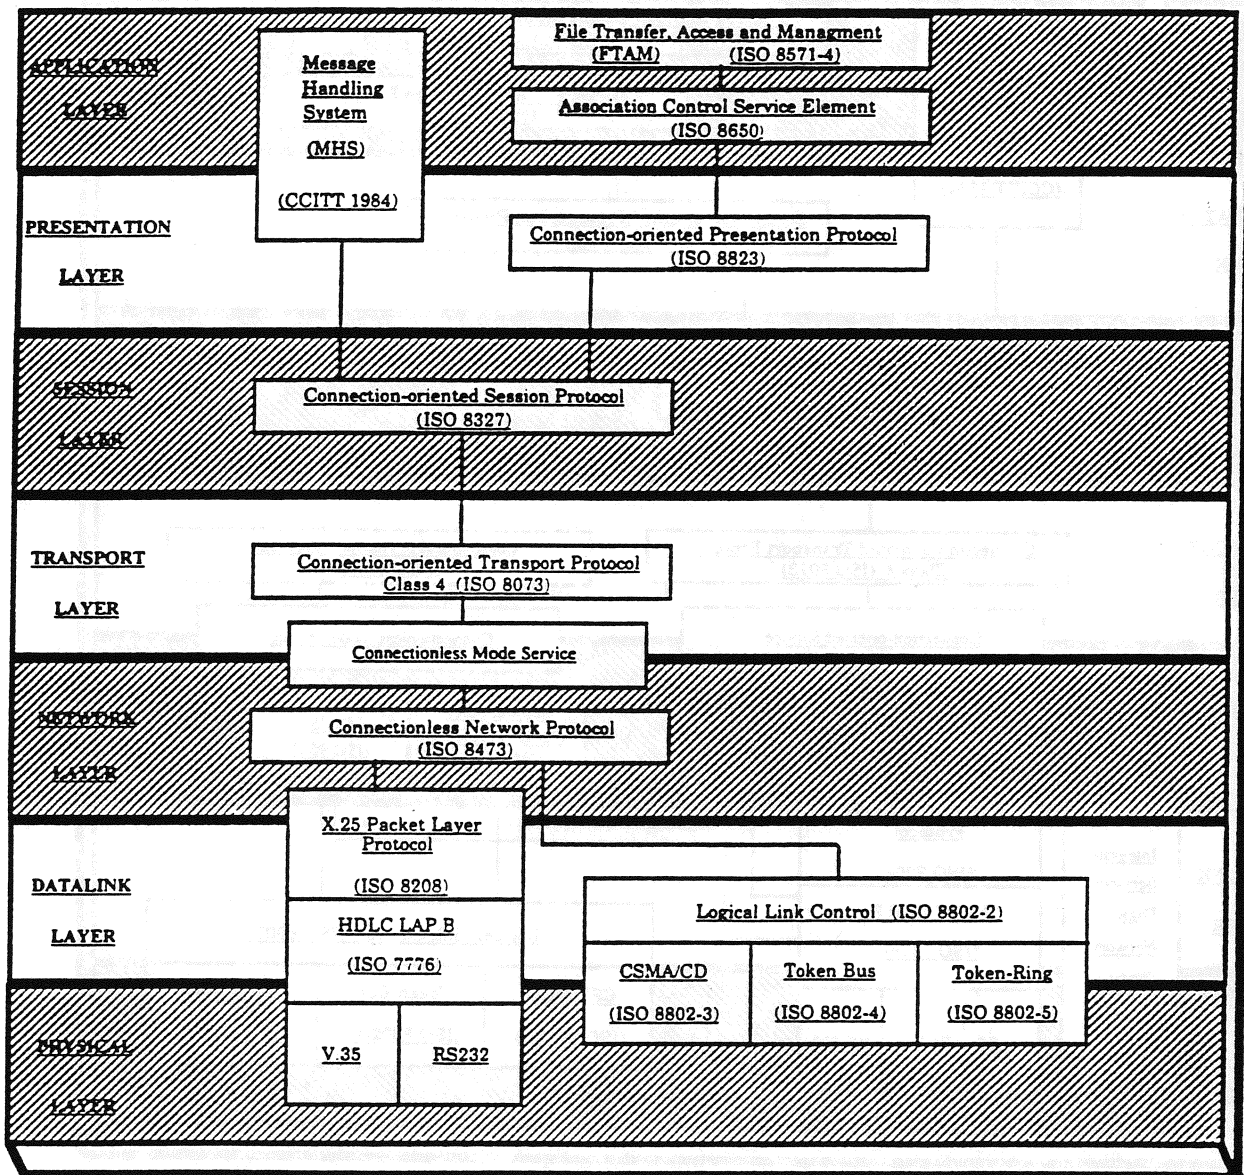 APPLICATION
LAYER
Message
Handling
System
(MHS)
(CCITT 1984)
File Transfer, Access and Managment
(FTAM) (ISO 8571-4)
Association Control Service Element
(ISO 8650)
PRESENTATION
LAYER
Connection-oriented Presentation Protocol
(ISO 8823)
SESSION
LAYER
Connection-oriented Session Protocol
(ISO 8327)
TRANSPORT
LAYER
Connection-oriented Transport Protocol
Class 4 (ISO 8073)
Connectionless Mode Service
NETWORK
LAYER
Connectionless Network Protocol
(ISO 8473)
X.25 Packet Layer
Protocol
(ISO 8208)
DATALINK
LAYER
HDLC LAP B
(ISO 7776)
Logical Link Control (ISO 8802-2)
CSMA/CD
(ISO 8802-3)
Token Bus
(ISO 8802-4)
Token-Ring
(ISO 8802-5)
PHYSICAL
LAYER
V.35
RS232